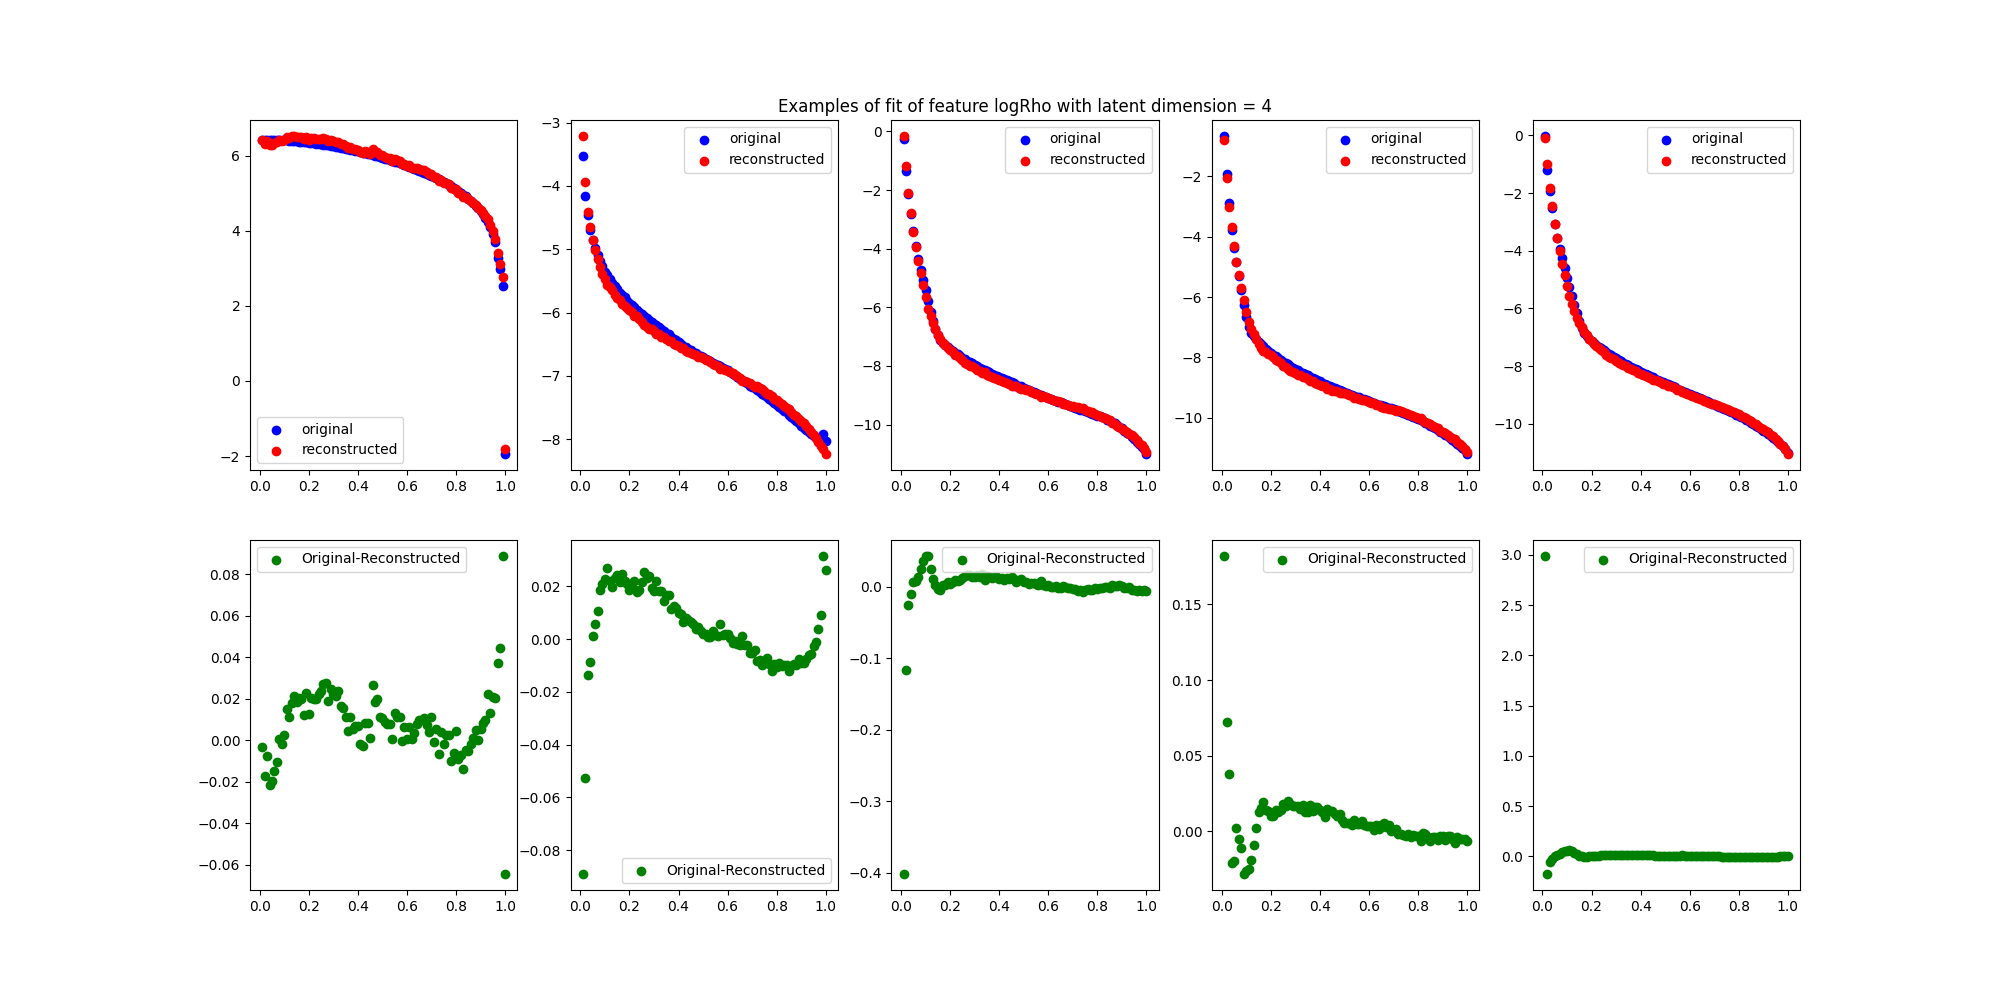 Examples of fit of feature logRho with latent dimension = 4
6
4
2
0
−2
original
reconstructed
0.0 0.2 0.4 0.6 0.8 1.0
−3
−4
−5
−6
−7
−8
original
reconstructed
0.0 0.2 0.4 0.6 0.8 1.0
0
−2
−4
−6
−8
−10
original
reconstructed
0.0 0.2 0.4 0.6 0.8 1.0
−2
−4
−6
−8
−10
original
reconstructed
0.0 0.2 0.4 0.6 0.8 1.0
0
−2
−4
−6
−8
−10
original
reconstructed
0.0 0.2 0.4 0.6 0.8 1.0
Original-Reconstructed
0.08
0.06
0.04
0.02
0.00
−0.02
−0.04
−0.06
0.0 0.2 0.4 0.6 0.8 1.0
0.02
0.00
−0.02
−0.04
−0.06
−0.08
Original-Reconstructed
0.0 0.2 0.4 0.6 0.8 1.0
Original-Reconstructed
0.0
−0.1
−0.2
−0.3
−0.4
0.0 0.2 0.4 0.6 0.8 1.0
Original-Reconstructed
0.15
0.10
0.05
0.00
0.0 0.2 0.4 0.6 0.8 1.0
Original-Reconstructed
3.0
2.5
2.0
1.5
1.0
0.5
0.0
0.0 0.2 0.4 0.6 0.8 1.0